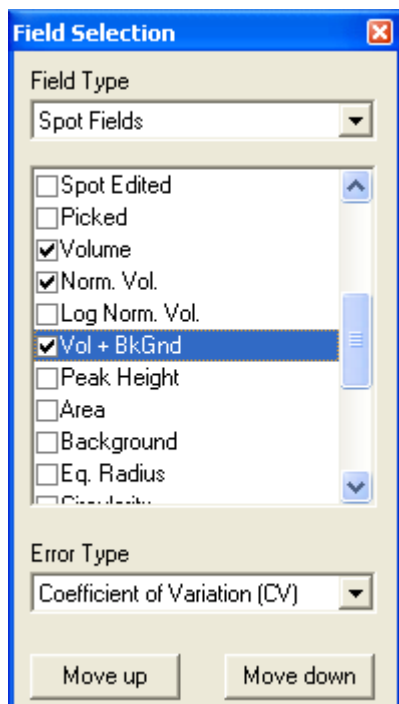 Field Selection
Field Type
Spot Fields
Spot Edited
Picked
Volume
Norm. Vol.
Log Norm. Vol.
Vol + BkGnd
Peak Height
Area
Background
Eq. Radius
Circularity
Error Type
Coefficient of Variation (CV)
Move up
Move down